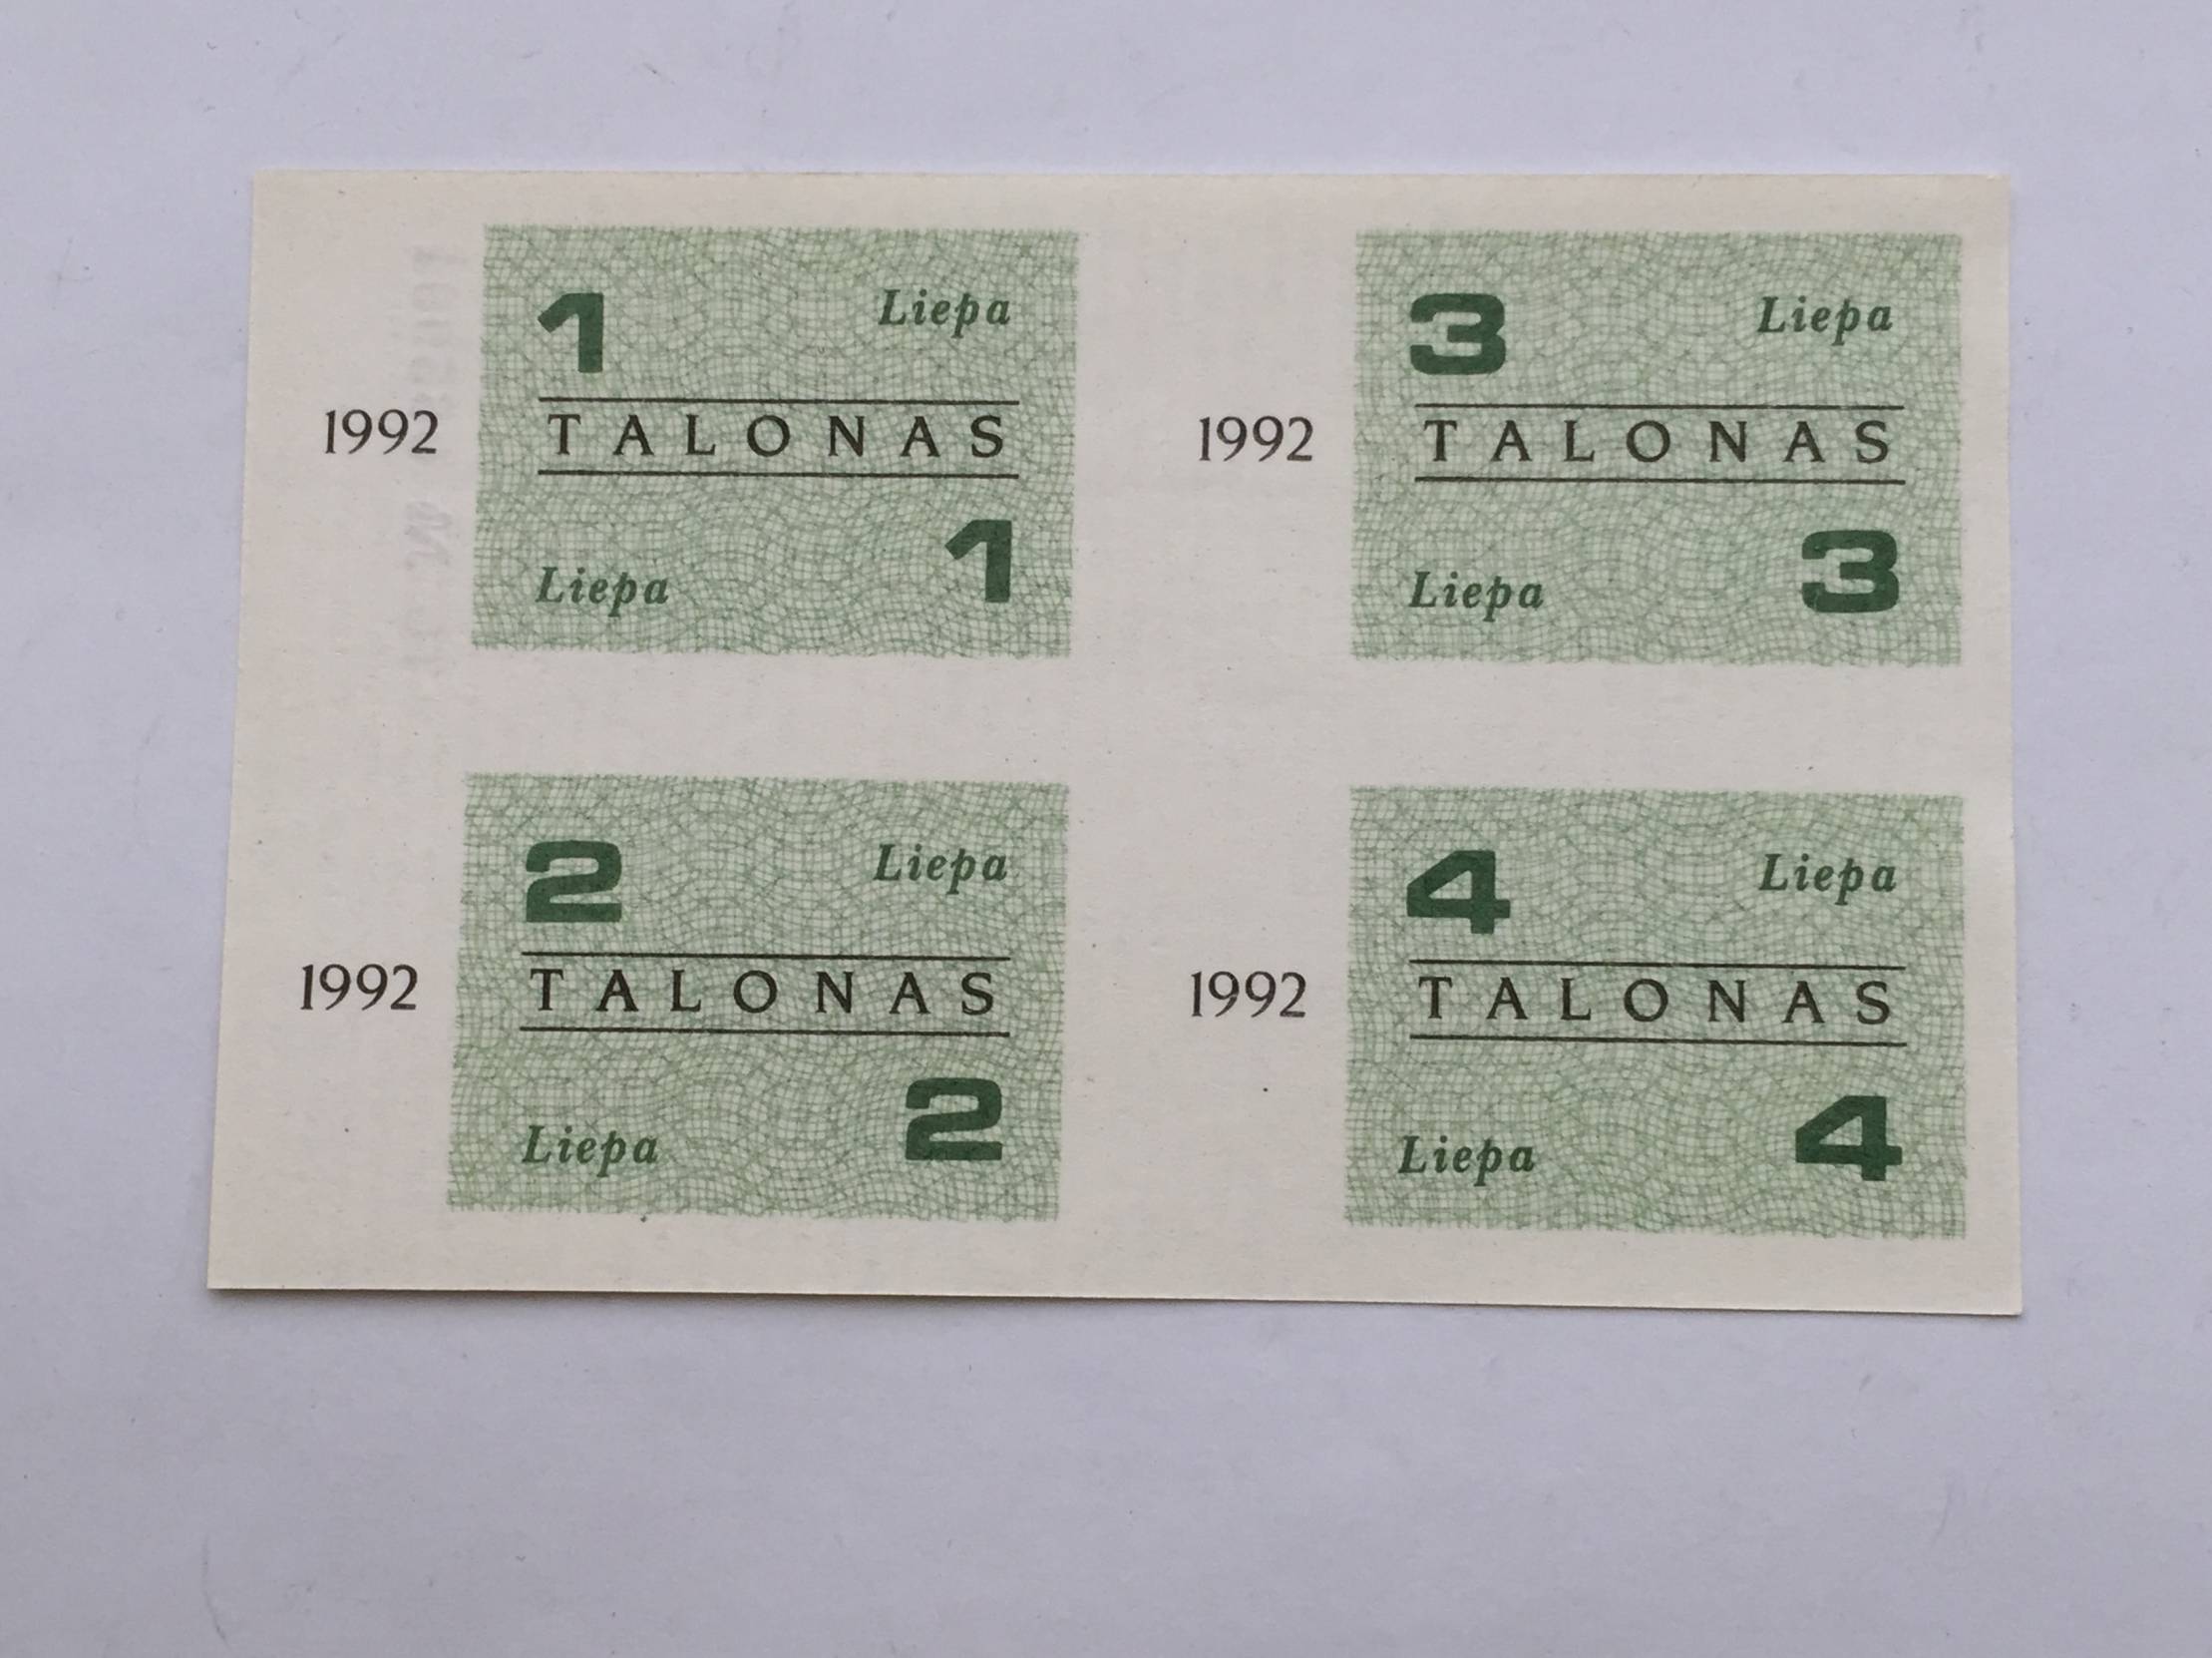 1 Liepa
1992 TALONAS
Liepa 1
3 Liepa
1992 TALONAS
Liepa 3
2 Liepa
1992 TALONAS
Liepa 2
4 Liepa
1992 TALONAS
Liepa 4